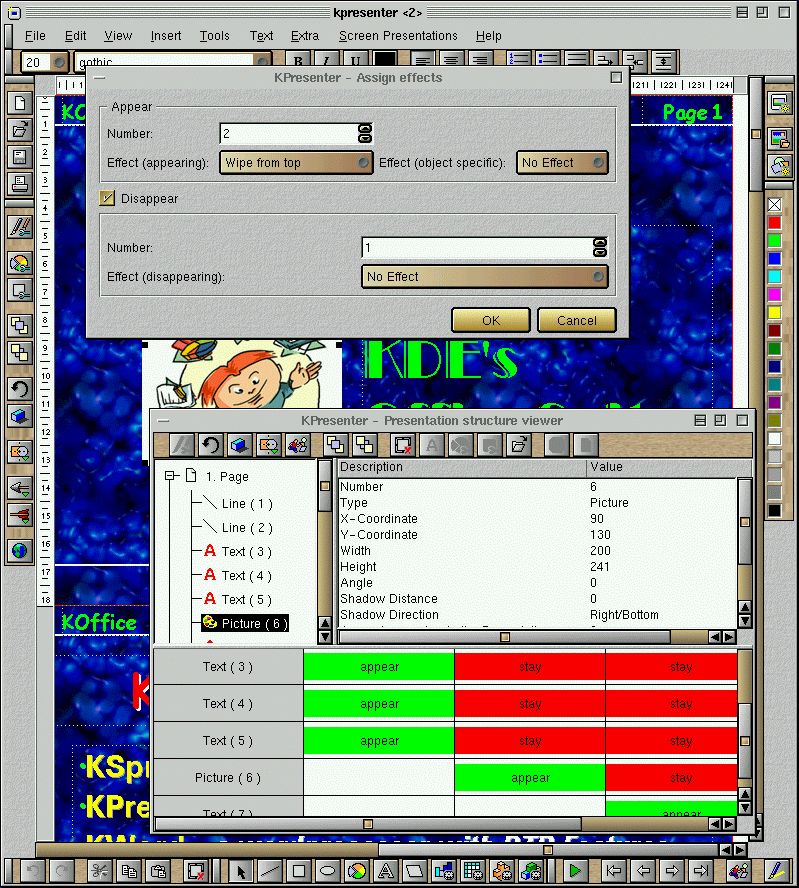 kpresenter <2>
File Edit View Insert Tools Text Extra Screen Presentations Help
20 gothic B I U
KPresenter - Assign effects
Page 1
Appear
Number: 2
Effect (appearing): Wipe from top Effect (object specific): No Effect
Disappear
Number: 1
Effect (disappearing): No Effect
OK Cancel
KDE's
KPresenter - Presentation structure viewer
1. Page
Line ( 1 )
Line ( 2 )
A Text ( 3 )
A Text ( 4 )
A Text ( 5 )
Picture ( 6 )
Description Value
Number 6
Type Picture
X-Coordinate 90
Y-Coordinate 130
Width 200
Height 241
Angle 0
Shadow Distance 0
Shadow Direction Right/Bottom
KOffice
Text ( 3 ) appear stay stay
Text ( 4 ) appear stay stay
Text ( 5 ) appear stay stay
Picture ( 6 ) appear stay
Text ( 7 ) appear
KSpr
KPre